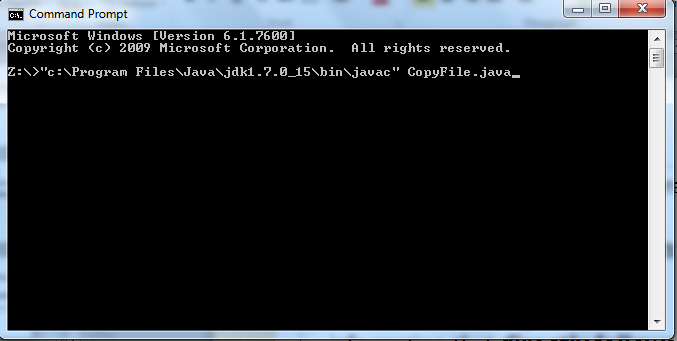 Command Prompt
Microsoft Windows [Version 6.1.7600]
Copyright (c) 2009 Microsoft Corporation.  All rights reserved.
Z:\>"c:\Program Files\Java\jdk1.7.0_15\bin\javac" CopyFile.java_